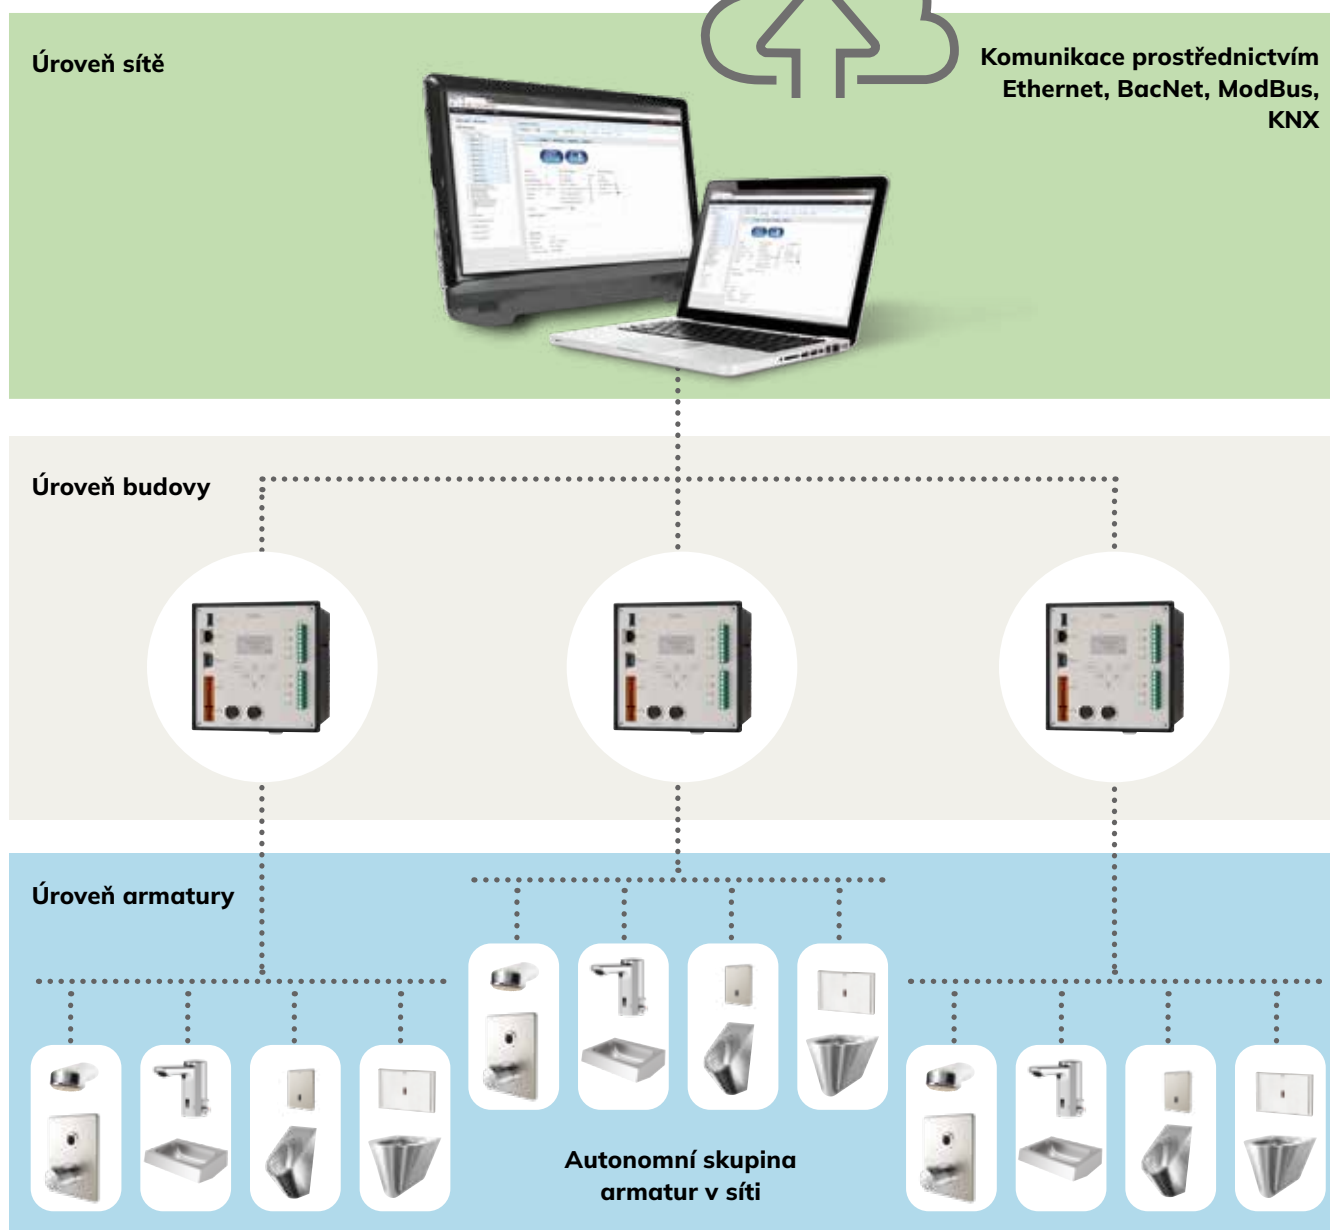 Úroveň sítě
Komunikace prostřednictvím
Ethernet, BacNet, ModBus,
KNX
Úroveň budovy
Úroveň armatury
Autonomní skupina
armatur v síti